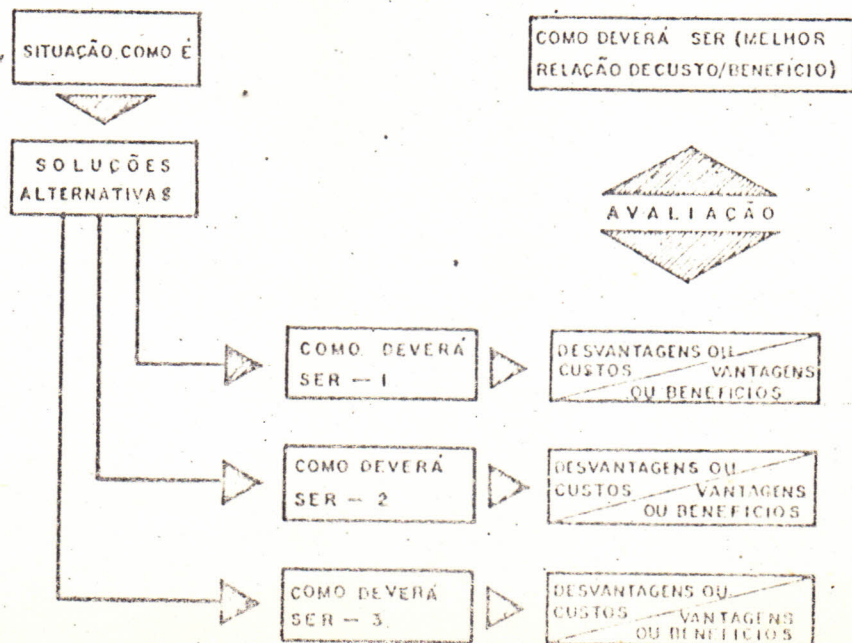 SITUAÇÃO COMO É
COMO DEVERÁ SER (MELHOR
RELAÇÃO DE CUSTO/BENEFÍCIO)
SOLUÇÕES
ALTERNATIVAS
AVALIAÇÃO
COMO DEVERÁ
SER — 1
DESVANTAGENS OU
CUSTOS VANTAGENS
OU BENEFÍCIOS
COMO DEVERÁ
SER — 2
DESVANTAGENS OU
CUSTOS VANTAGENS
OU BENEFÍCIOS
COMO DEVERÁ
SER — 3.
DESVANTAGENS OU
CUSTOS VANTAGENS
OU BENEFÍCIOS